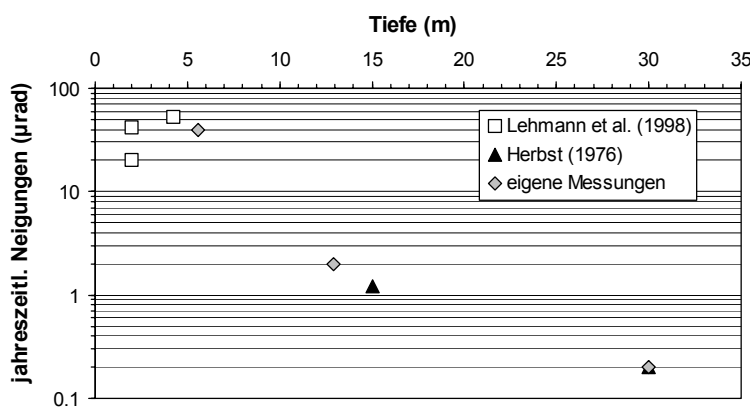 Tiefe (m)
0 5 10 15 20 25 30 35
jahreszeitl. Neigungen (µrad)
100
10
1
0.1
Lehmann et al. (1998)
Herbst (1976)
eigene Messungen